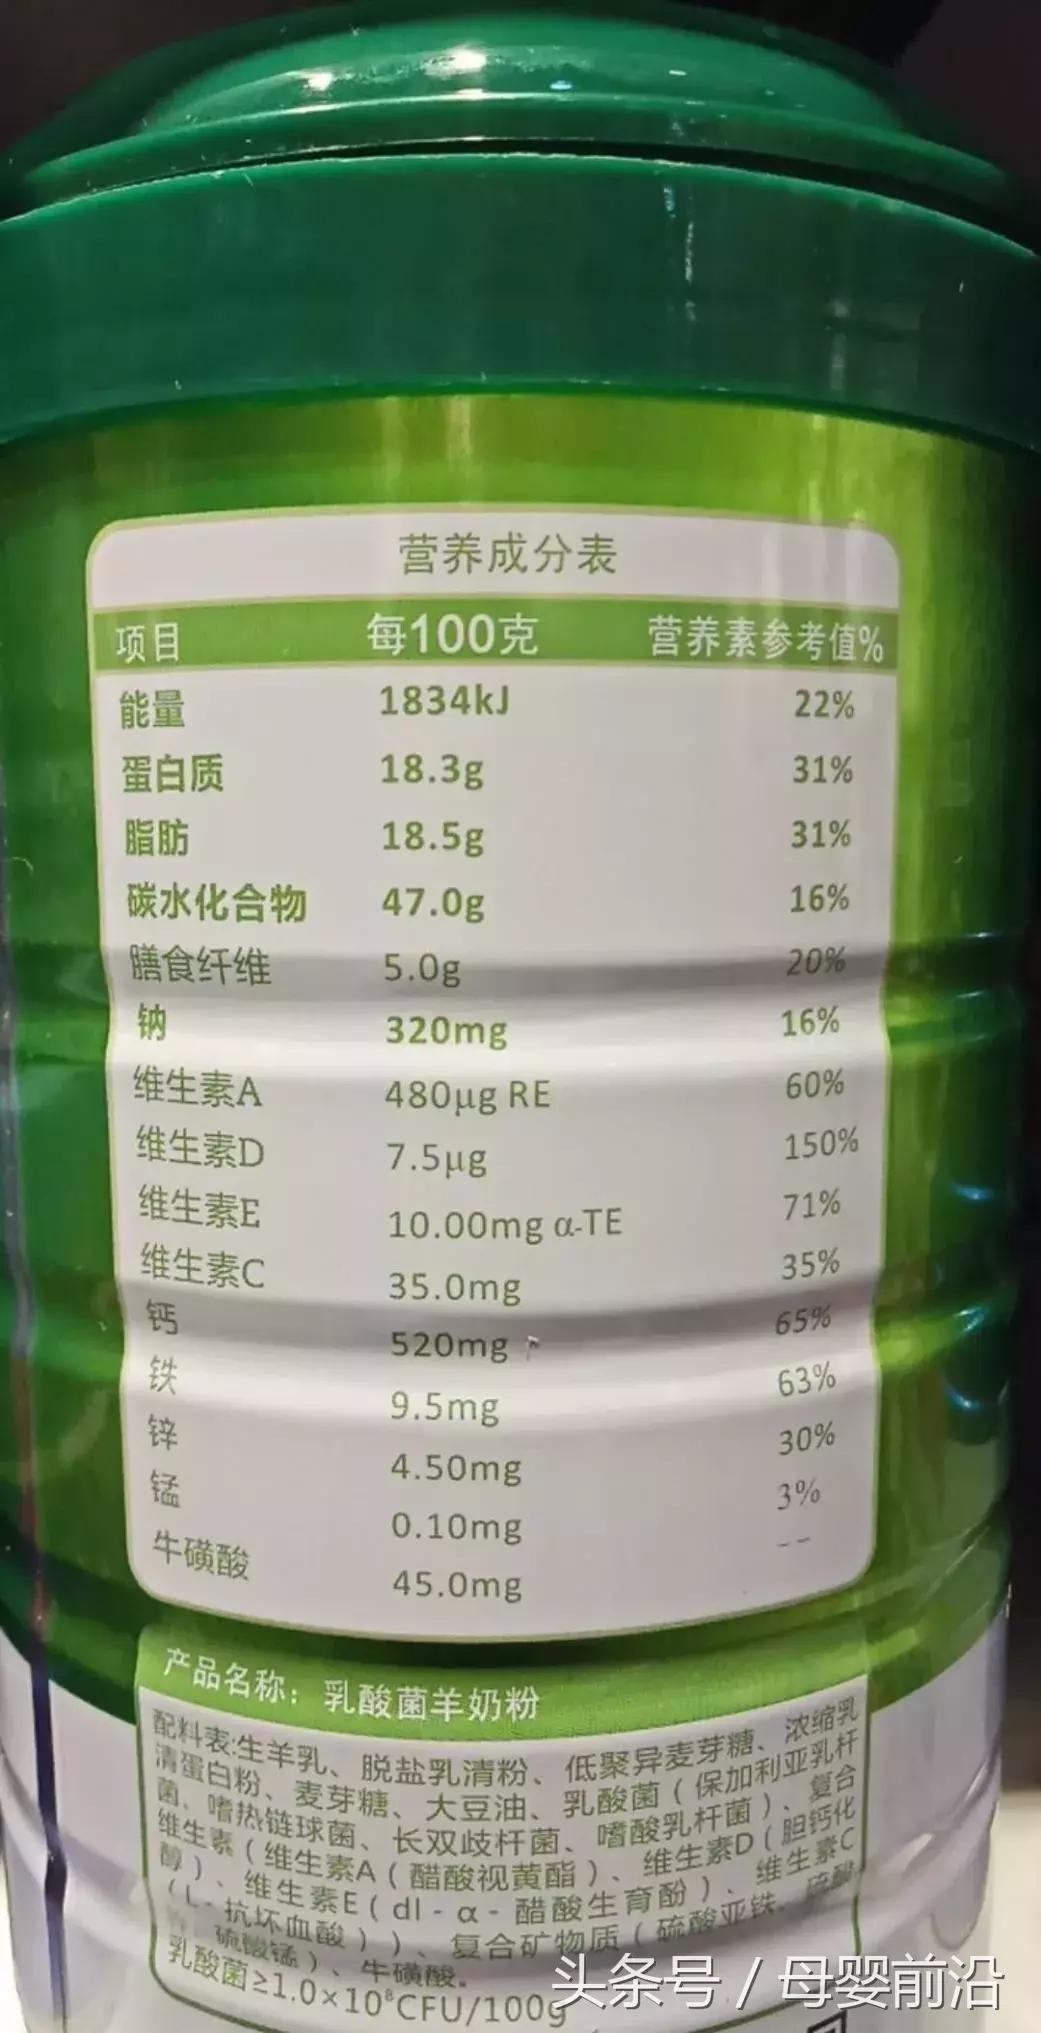 营养成分表
项目 每100克 营养素参考值%
能量 1834kJ 22%
蛋白质 18.3g 31%
脂肪 18.5g 31%
碳水化合物 47.0g 16%
膳食纤维 5.0g 20%
钠 320mg 16%
维生素A 480μg RE 60%
维生素D 7.5μg 150%
维生素E 10.00mg α-TE 71%
维生素C 35.0mg 35%
钙 520mg 65%
铁 9.5mg 63%
锌 4.50mg 30%
锰 0.10mg 3%
牛磺酸 45.0mg --
产品名称：乳酸菌羊奶粉
配料表:生羊乳、脱盐乳清粉、低聚异麦芽糖、浓缩乳
清蛋白粉、麦芽糖、大豆油、乳酸菌（保加利亚乳杆
菌、嗜热链球菌、长双歧杆菌、嗜酸乳杆菌）、复合
维生素（维生素A（醋酸视黄酯）、维生素D（胆钙化
醇）、维生素E（dl-α-醋酸生育酚）、维生素C
（L-抗坏血酸））、复合矿物质（硫酸亚铁、硫酸
、硫酸锰）、牛磺酸。
乳酸菌≥1.0×10⁸CFU/100g
头条号 / 母婴前沿